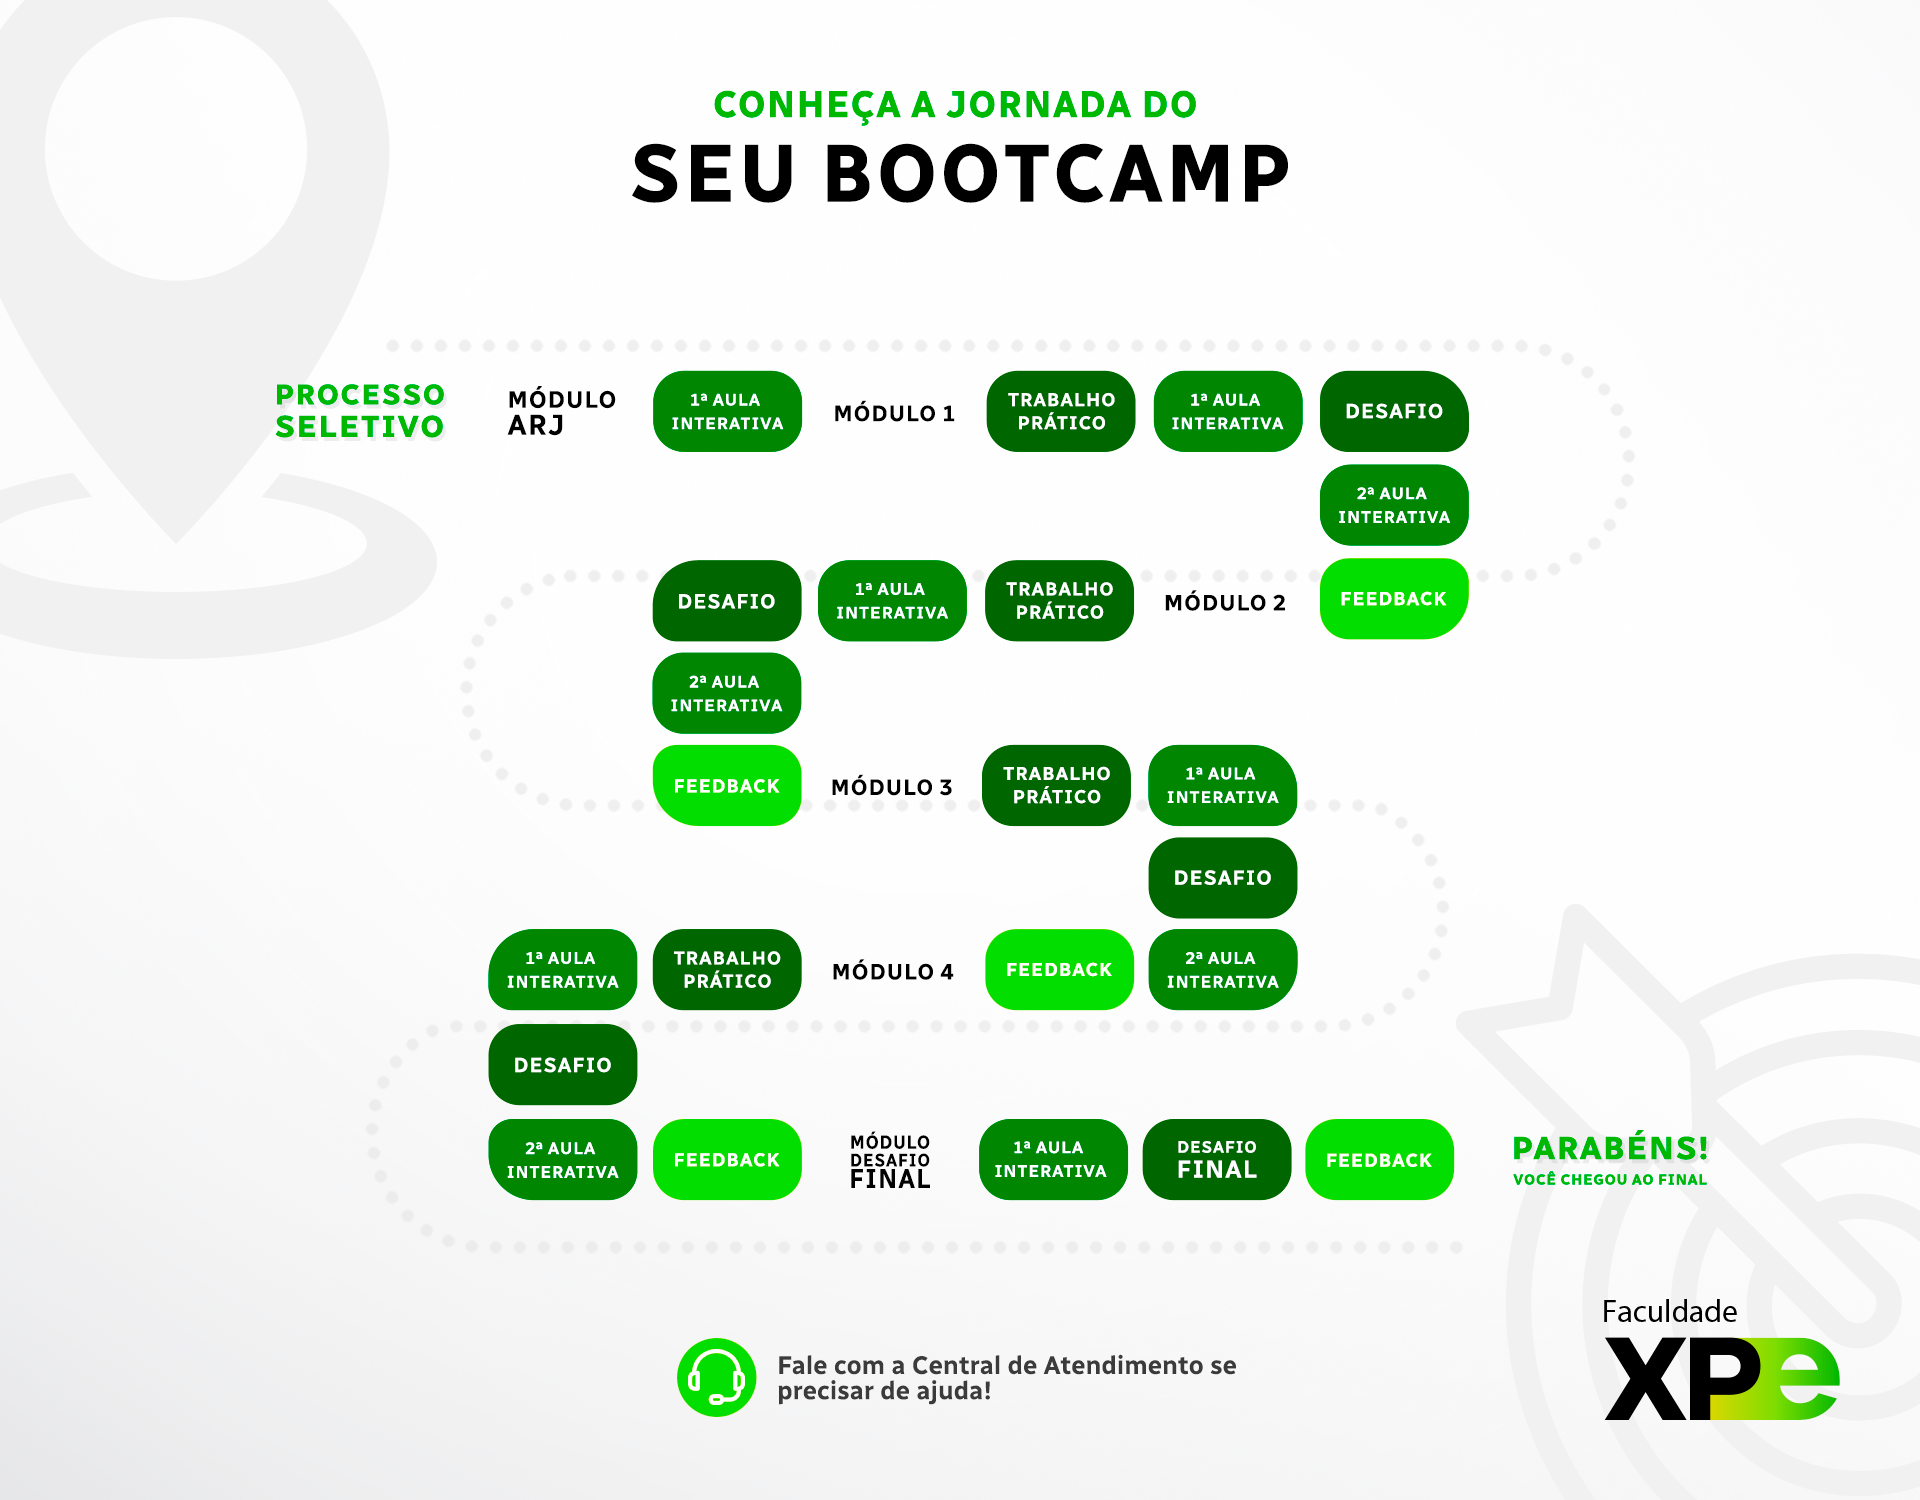 CONHEÇA A JORNADA DO
SEU BOOTCAMP
PROCESSO
SELETIVO
MÓDULO
ARJ
1ª AULA
INTERATIVA
MÓDULO 1
TRABALHO
PRÁTICO
1ª AULA
INTERATIVA
DESAFIO
2ª AULA
INTERATIVA
FEEDBACK
MÓDULO 2
TRABALHO
PRÁTICO
1ª AULA
INTERATIVA
DESAFIO
2ª AULA
INTERATIVA
FEEDBACK
MÓDULO 3
TRABALHO
PRÁTICO
1ª AULA
INTERATIVA
DESAFIO
2ª AULA
INTERATIVA
FEEDBACK
MÓDULO 4
TRABALHO
PRÁTICO
1ª AULA
INTERATIVA
DESAFIO
2ª AULA
INTERATIVA
FEEDBACK
MÓDULO
DESAFIO
FINAL
1ª AULA
INTERATIVA
DESAFIO
FINAL
FEEDBACK
PARABÉNS!
VOCÊ CHEGOU AO FINAL
Fale com a Central de Atendimento se
precisar de ajuda!
Faculdade
XPe